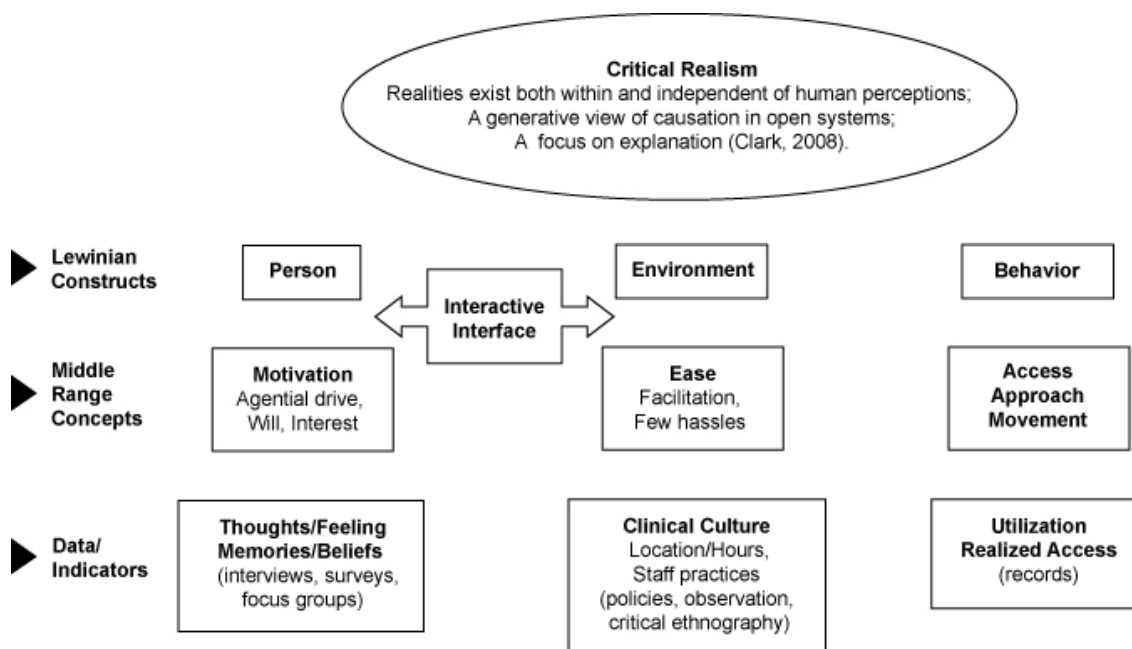 Critical Realism
Realities exist both within and independent of human perceptions;
A generative view of causation in open systems;
A focus on explanation (Clark, 2008).
Lewinian
Constructs
Person
Interactive
Interface
Environment
Behavior
Middle
Range
Concepts
Motivation
Agential drive,
Will, Interest
Ease
Facilitation,
Few hassles
Access
Approach
Movement
Data/
Indicators
Thoughts/Feeling
Memories/Beliefs
(interviews, surveys,
focus groups)
Clinical Culture
Location/Hours,
Staff practices
(policies, observation,
critical ethnography)
Utilization
Realized Access
(records)